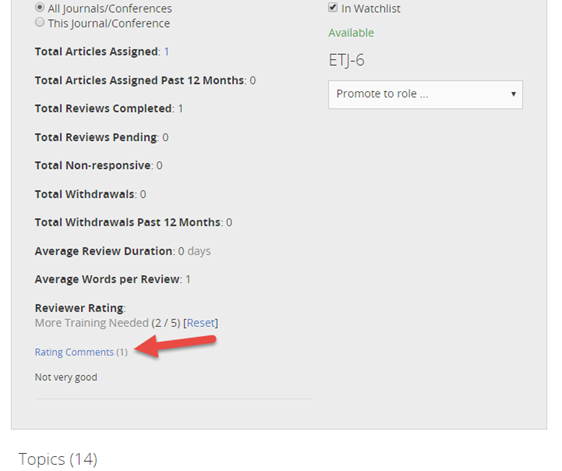 All Journals/Conferences
This Journal/Conference
Total Articles Assigned: 1
Total Articles Assigned Past 12 Months: 0
Total Reviews Completed: 1
Total Reviews Pending: 0
Total Non-responsive: 0
Total Withdrawals: 0
Total Withdrawals Past 12 Months: 0
Average Review Duration: 0 days
Average Words per Review: 1
Reviewer Rating:
More Training Needed (2 / 5) [Reset]
Rating Comments (1)
Not very good
In Watchlist
Available
ETJ-6
Promote to role ...
Topics (14)